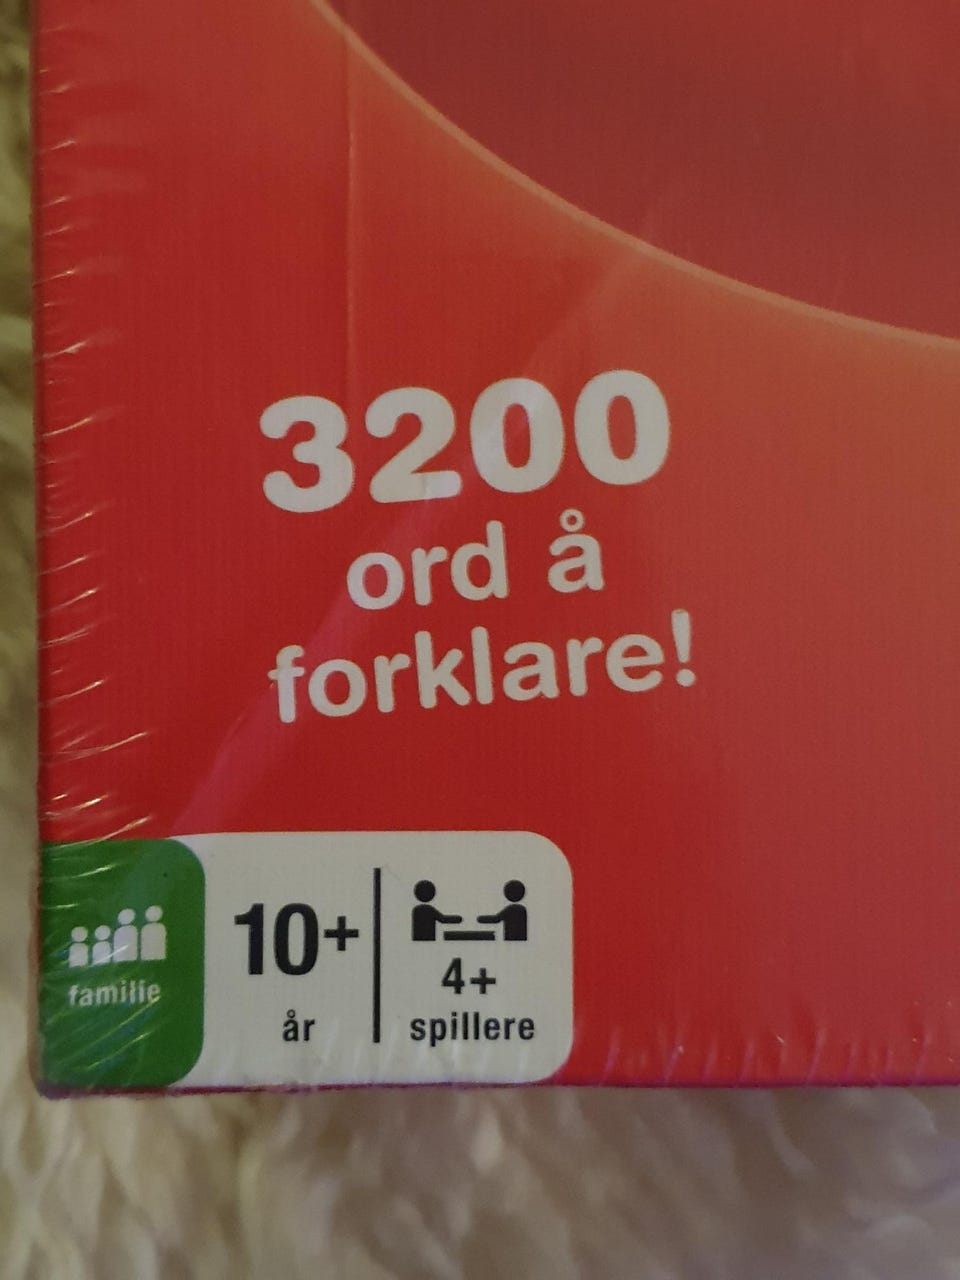 3200
ord å
forklare!
familie
10+
år
4+
spillere